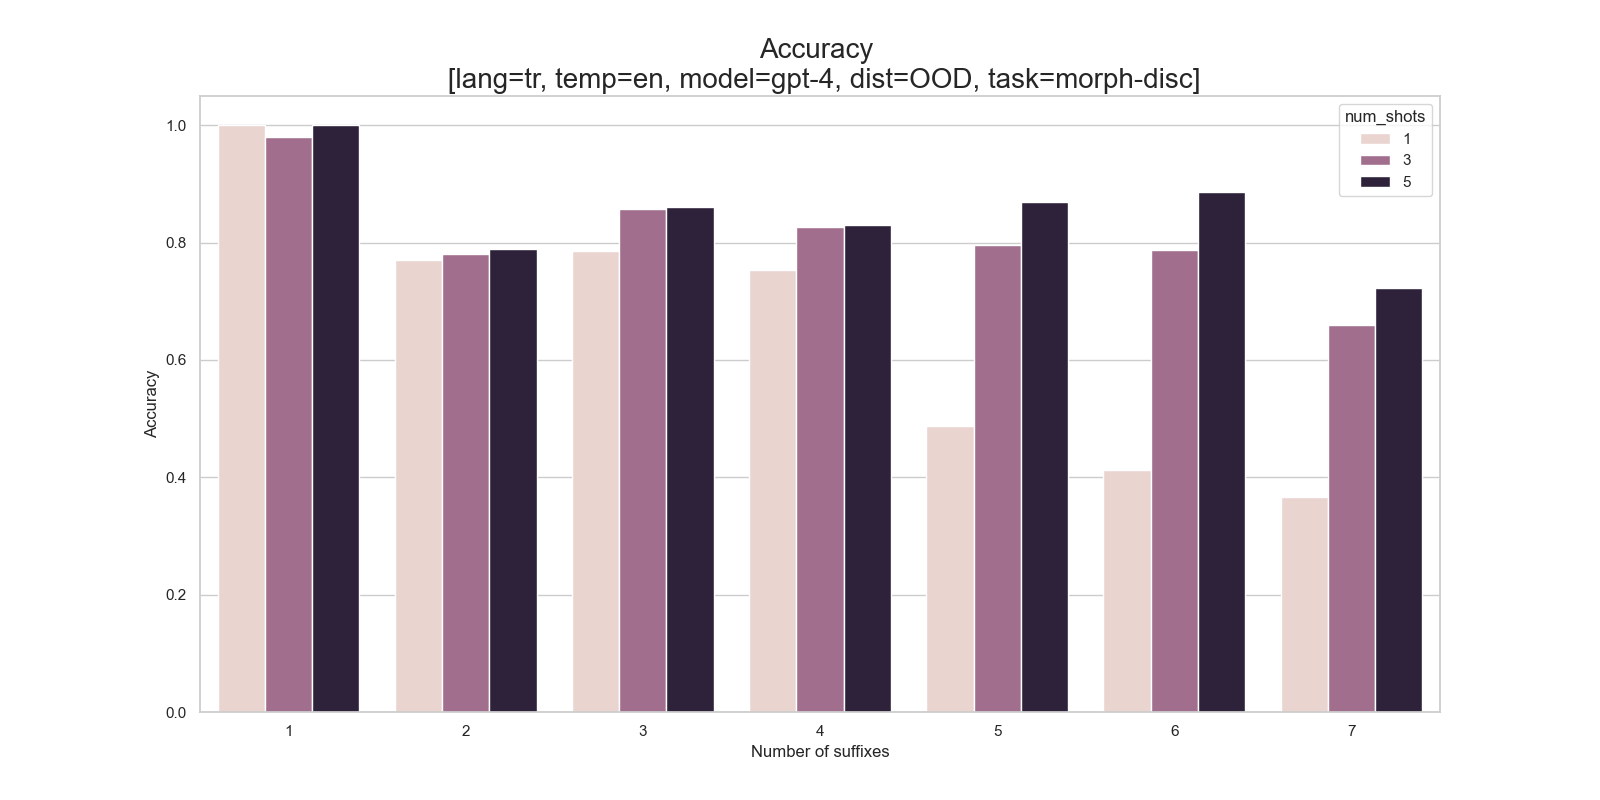 Accuracy
[lang=tr, temp=en, model=gpt-4, dist=OOD, task=morph-disc]
num_shots
1
3
5
1.0
0.8
0.6
0.4
0.2
0.0
Accuracy
1 2 3 4 5 6 7
Number of suffixes